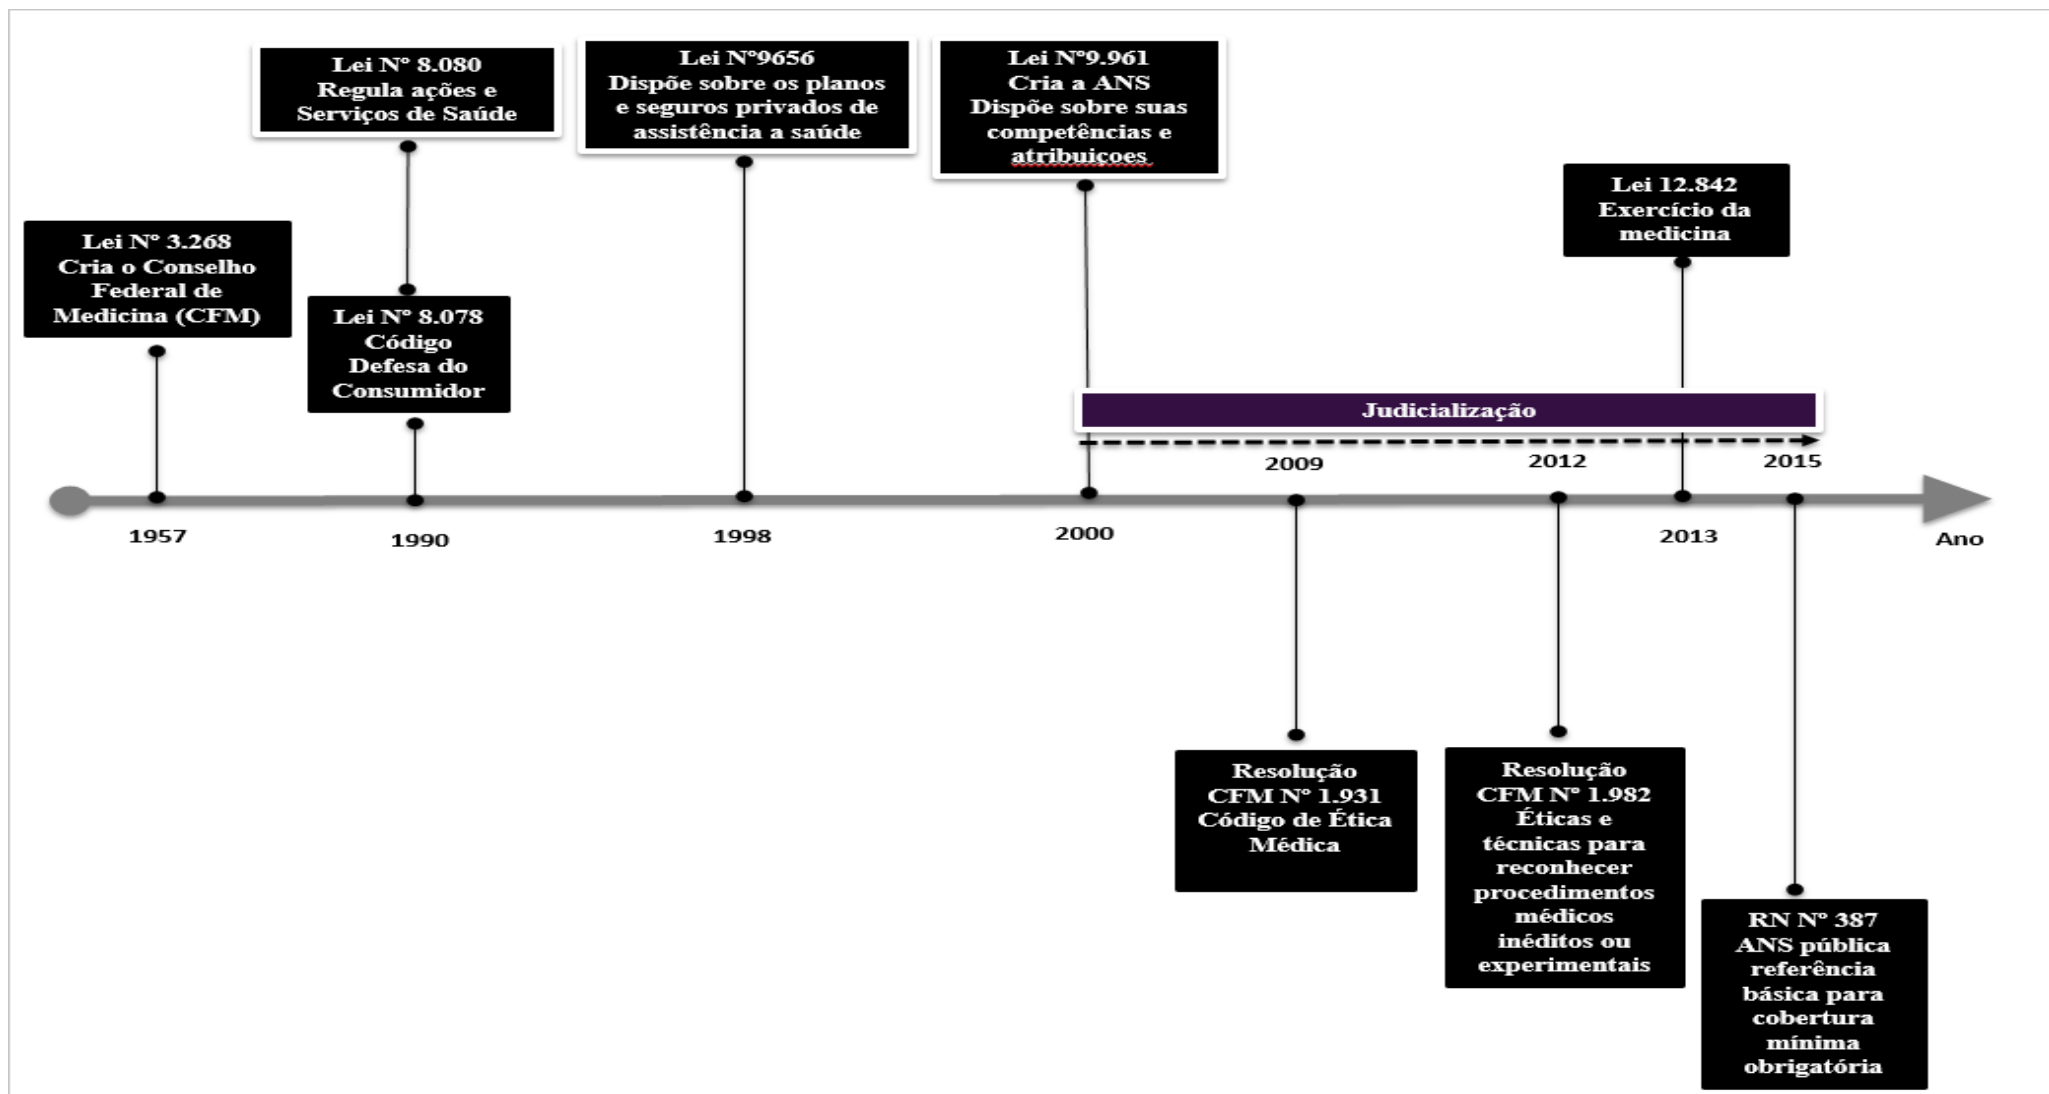 Lei Nº 3.268
Cria o Conselho
Federal de
Medicina (CFM)
Lei Nº 8.080
Regula ações e
Serviços de Saúde
Lei Nº 8.078
Código
Defesa do
Consumidor
Lei Nº9656
Dispõe sobre os planos
e seguros privados de
assistência a saúde
Lei Nº9.961
Cria a ANS
Dispõe sobre suas
competências e
atribuiçoes
Lei 12.842
Exercício da
medicina
Judicialização
2009
2012
2015
1957
1990
1998
2000
2013
Ano
Resolução
CFM Nº 1.931
Código de Ética
Médica
Resolução
CFM Nº 1.982
Éticas e
técnicas para
reconhecer
procedimentos
médicos
inéditos ou
experimentais
RN Nº 387
ANS pública
referência
básica para
cobertura
mínima
obrigatória